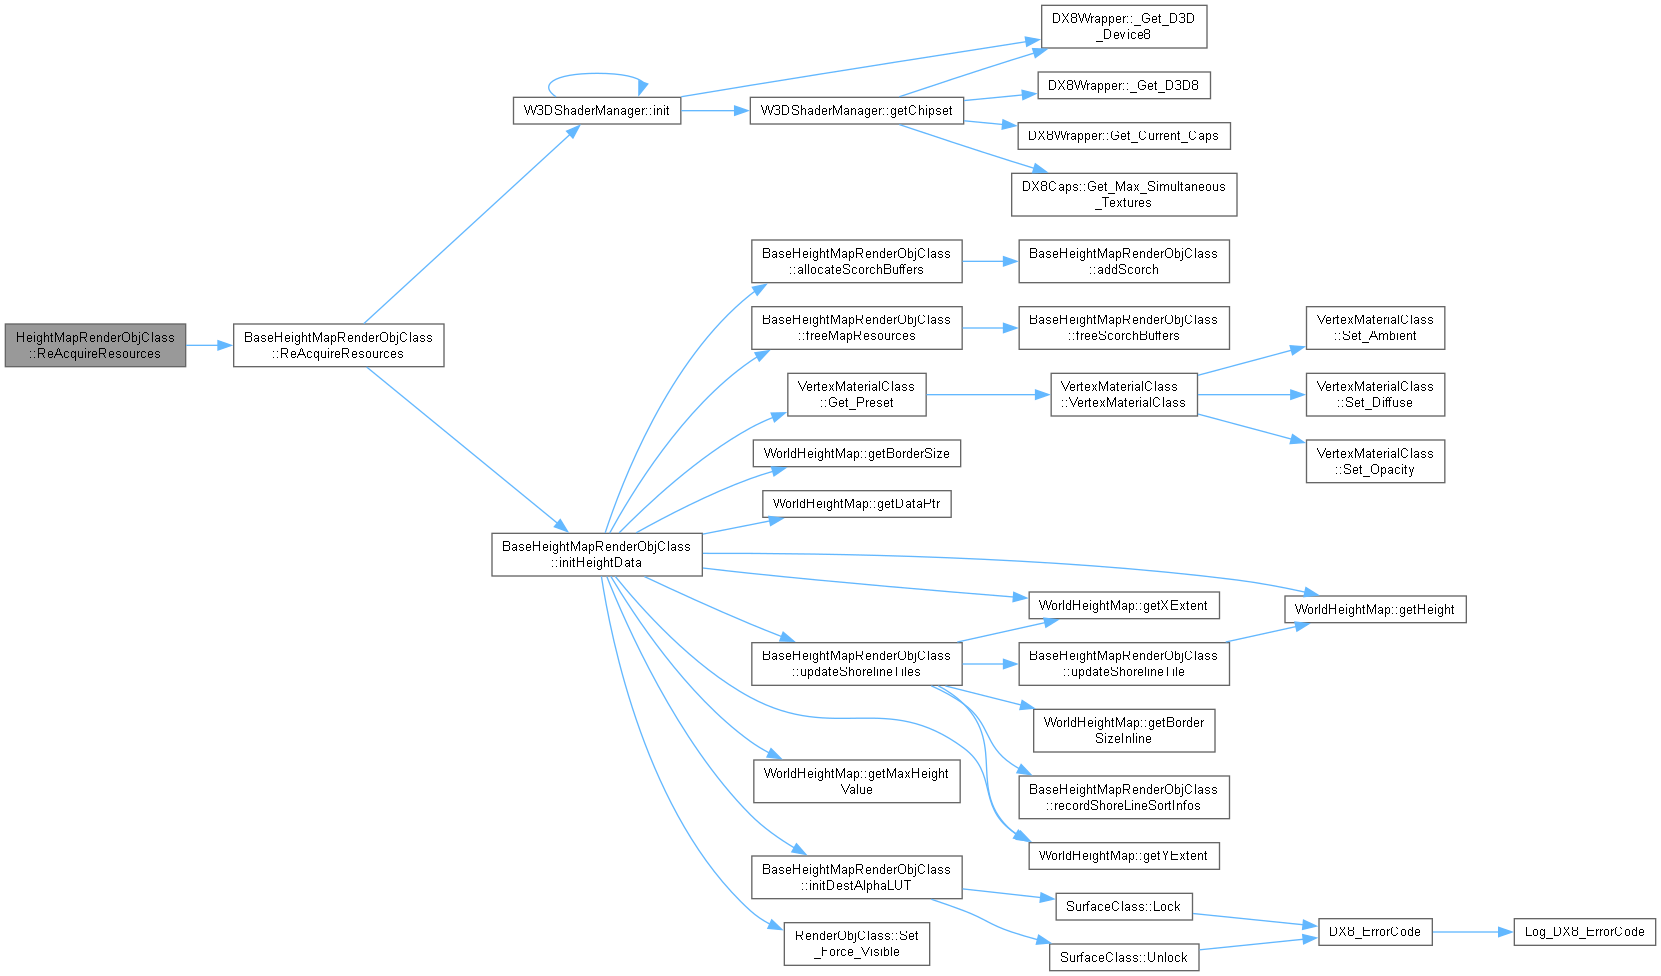 DX8Wrapper::_Get_D3D
_Device8
DX8Wrapper::_Get_D3D8
W3DShaderManager::init
W3DShaderManager::getChipset
DX8Wrapper::Get_Current_Caps
DX8Caps::Get_Max_Simultaneous
_Textures
BaseHeightMapRenderObjClass
::allocateScorchBuffers
BaseHeightMapRenderObjClass
::addScorch
HeightMapRenderObjClass
::ReAcquireResources
BaseHeightMapRenderObjClass
::ReAcquireResources
BaseHeightMapRenderObjClass
::freeMapResources
BaseHeightMapRenderObjClass
::freeScorchBuffers
VertexMaterialClass
::Set_Ambient
VertexMaterialClass
::Get_Preset
VertexMaterialClass
::VertexMaterialClass
VertexMaterialClass
::Set_Diffuse
WorldHeightMap::getBorderSize
VertexMaterialClass
::Set_Opacity
WorldHeightMap::getDataPtr
BaseHeightMapRenderObjClass
::initHeightData
WorldHeightMap::getXExtent
WorldHeightMap::getHeight
BaseHeightMapRenderObjClass
::updateShorelineTiles
BaseHeightMapRenderObjClass
::updateShorelineTile
WorldHeightMap::getBorder
SizeInline
WorldHeightMap::getMaxHeight
Value
BaseHeightMapRenderObjClass
::recordShoreLineSortInfos
WorldHeightMap::getYExtent
BaseHeightMapRenderObjClass
::initDestAlphaLUT
SurfaceClass::Lock
RenderObjClass::Set
_Force_Visible
SurfaceClass::Unlock
DX8_ErrorCode
Log_DX8_ErrorCode